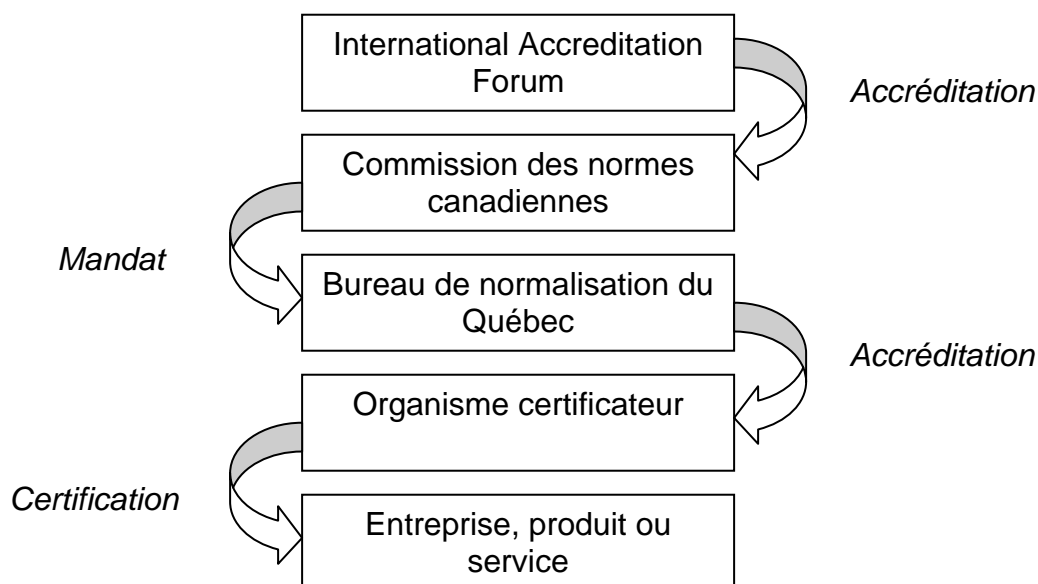 International Accreditation
Forum
Accréditation
Commission des normes
canadiennes
Mandat
Bureau de normalisation du
Québec
Accréditation
Organisme certificateur
Certification
Entreprise, produit ou
service